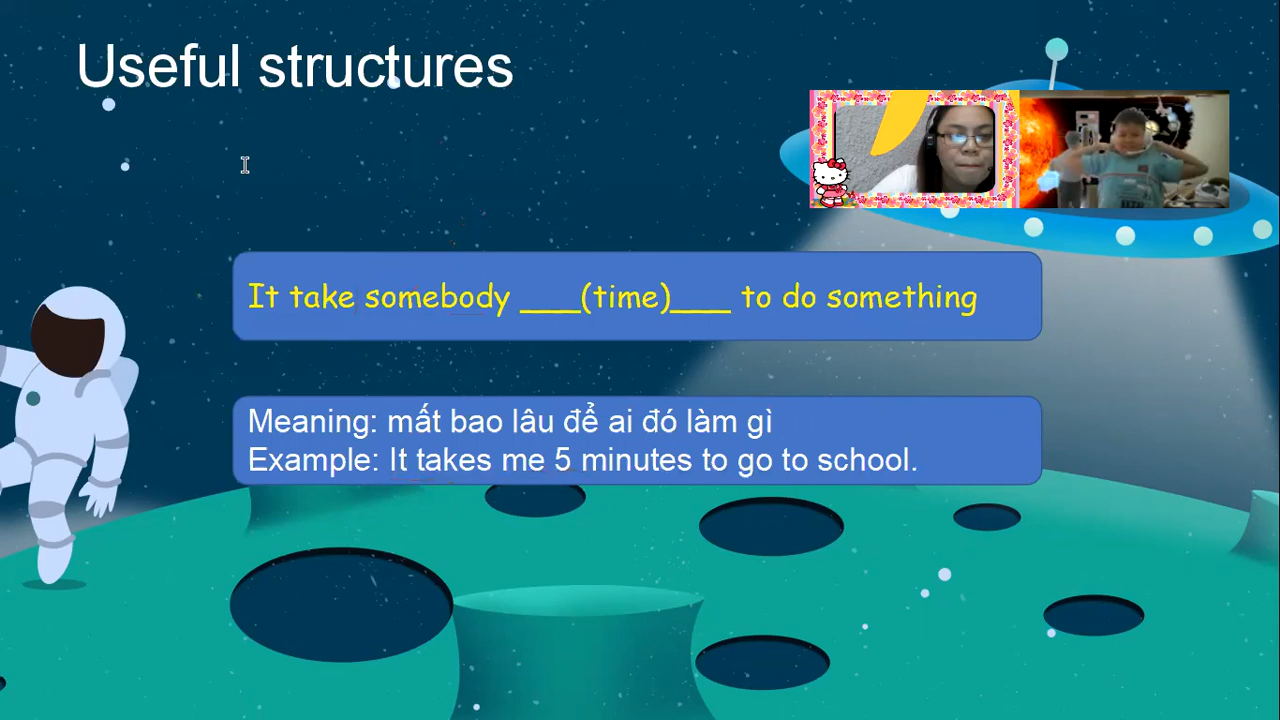 Useful structures
It take somebody ___(time)___ to do something
Meaning: mất bao lâu để ai đó làm gì
Example: It takes me 5 minutes to go to school.